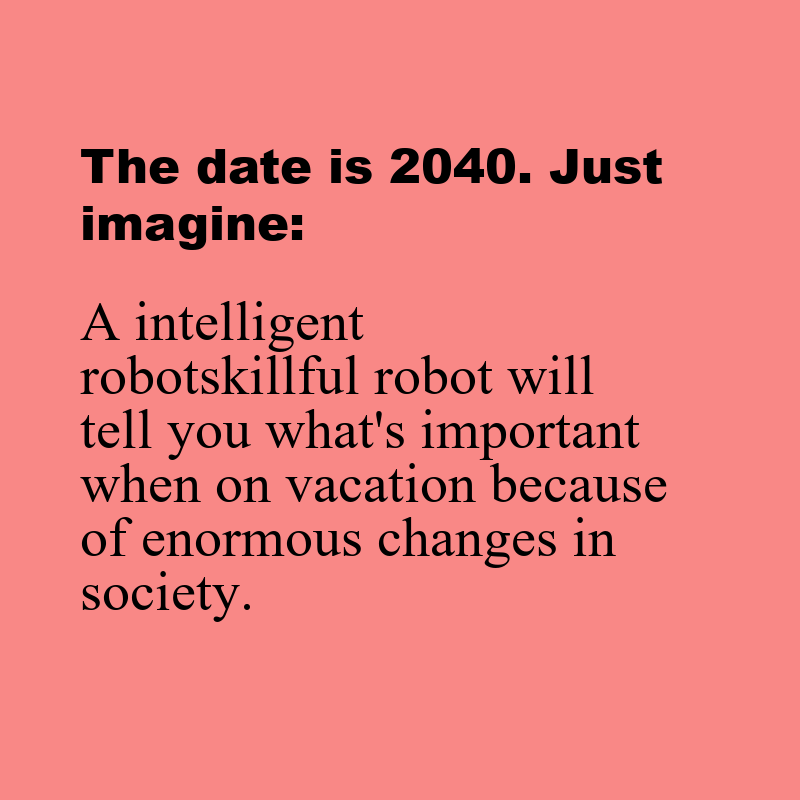 The date is 2040. Just
imagine:
A intelligent
robotskillful robot will
tell you what's important
when on vacation because
of enormous changes in
society.